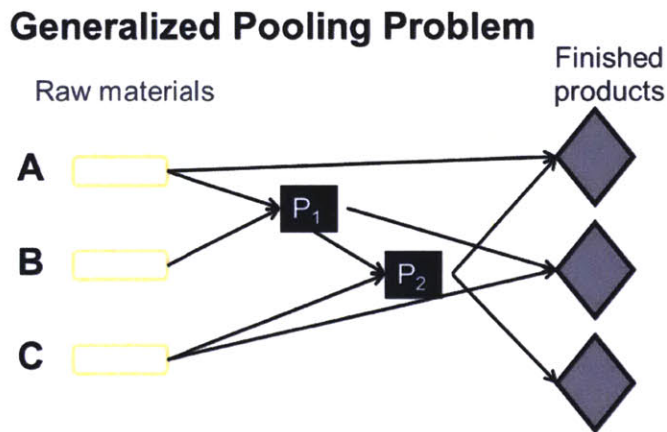 Generalized Pooling Problem
Raw materials
Finished
products
A
P₁
B
P₂
C